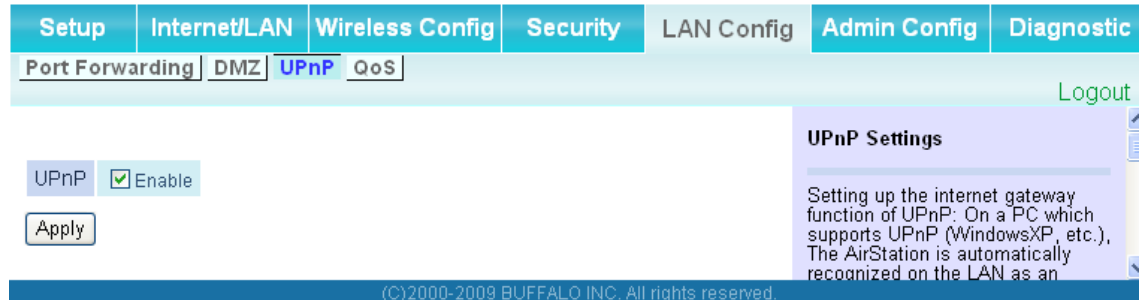 Setup Internet/LAN Wireless Config Security LAN Config Admin Config Diagnostic
Port Forwarding DMZ UPnP QoS
Logout
UPnP Enable
Apply
UPnP Settings
Setting up the internet gateway
function of UPnP: On a PC which
supports UPnP (WindowsXP, etc.),
The AirStation is automatically
recognized on the LAN as an
(C)2000-2009 BUFFALO INC. All rights reserved.